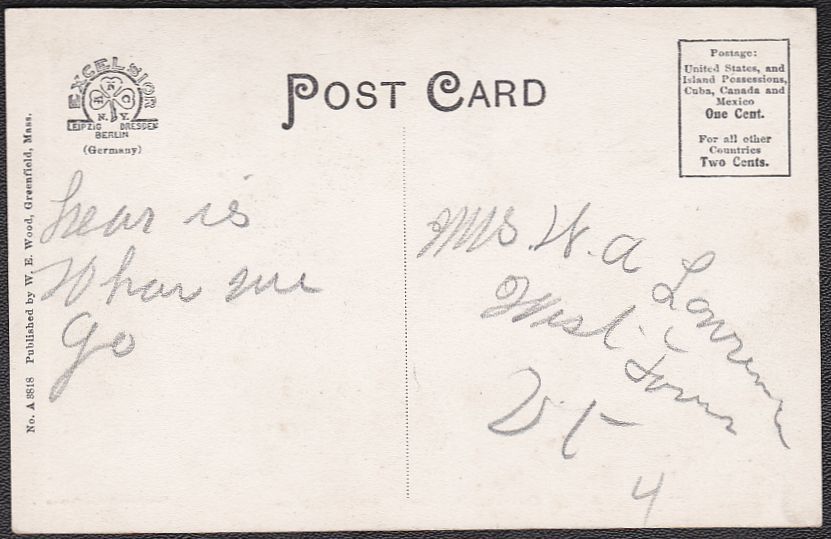 POST CARD
EXCELSIOR
N.Y.
LEIPZIG DRESDEN
BERLIN
(Germany)
Postage:
United States, and
Island Possessions,
Cuba, Canada and
Mexico
One Cent.
For all other
Countries
Two Cents.
No. A 3818 Published by W. E. Wood, Greenfield, Mass.
hear is
Whar me
Go
W. A Lawrence
West
Vt
4